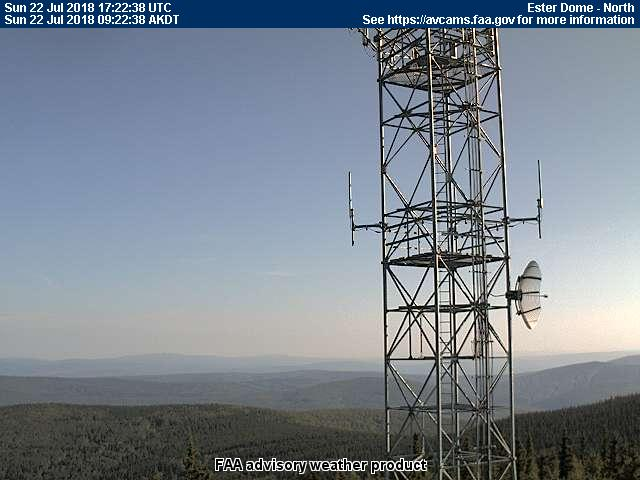 Sun 22 Jul 2018 17:22:38 UTC
Ester Dome - North
Sun 22 Jul 2018 09:22:38 AKDT
See https://avcams.faa.gov for more information
FAA advisory weather product